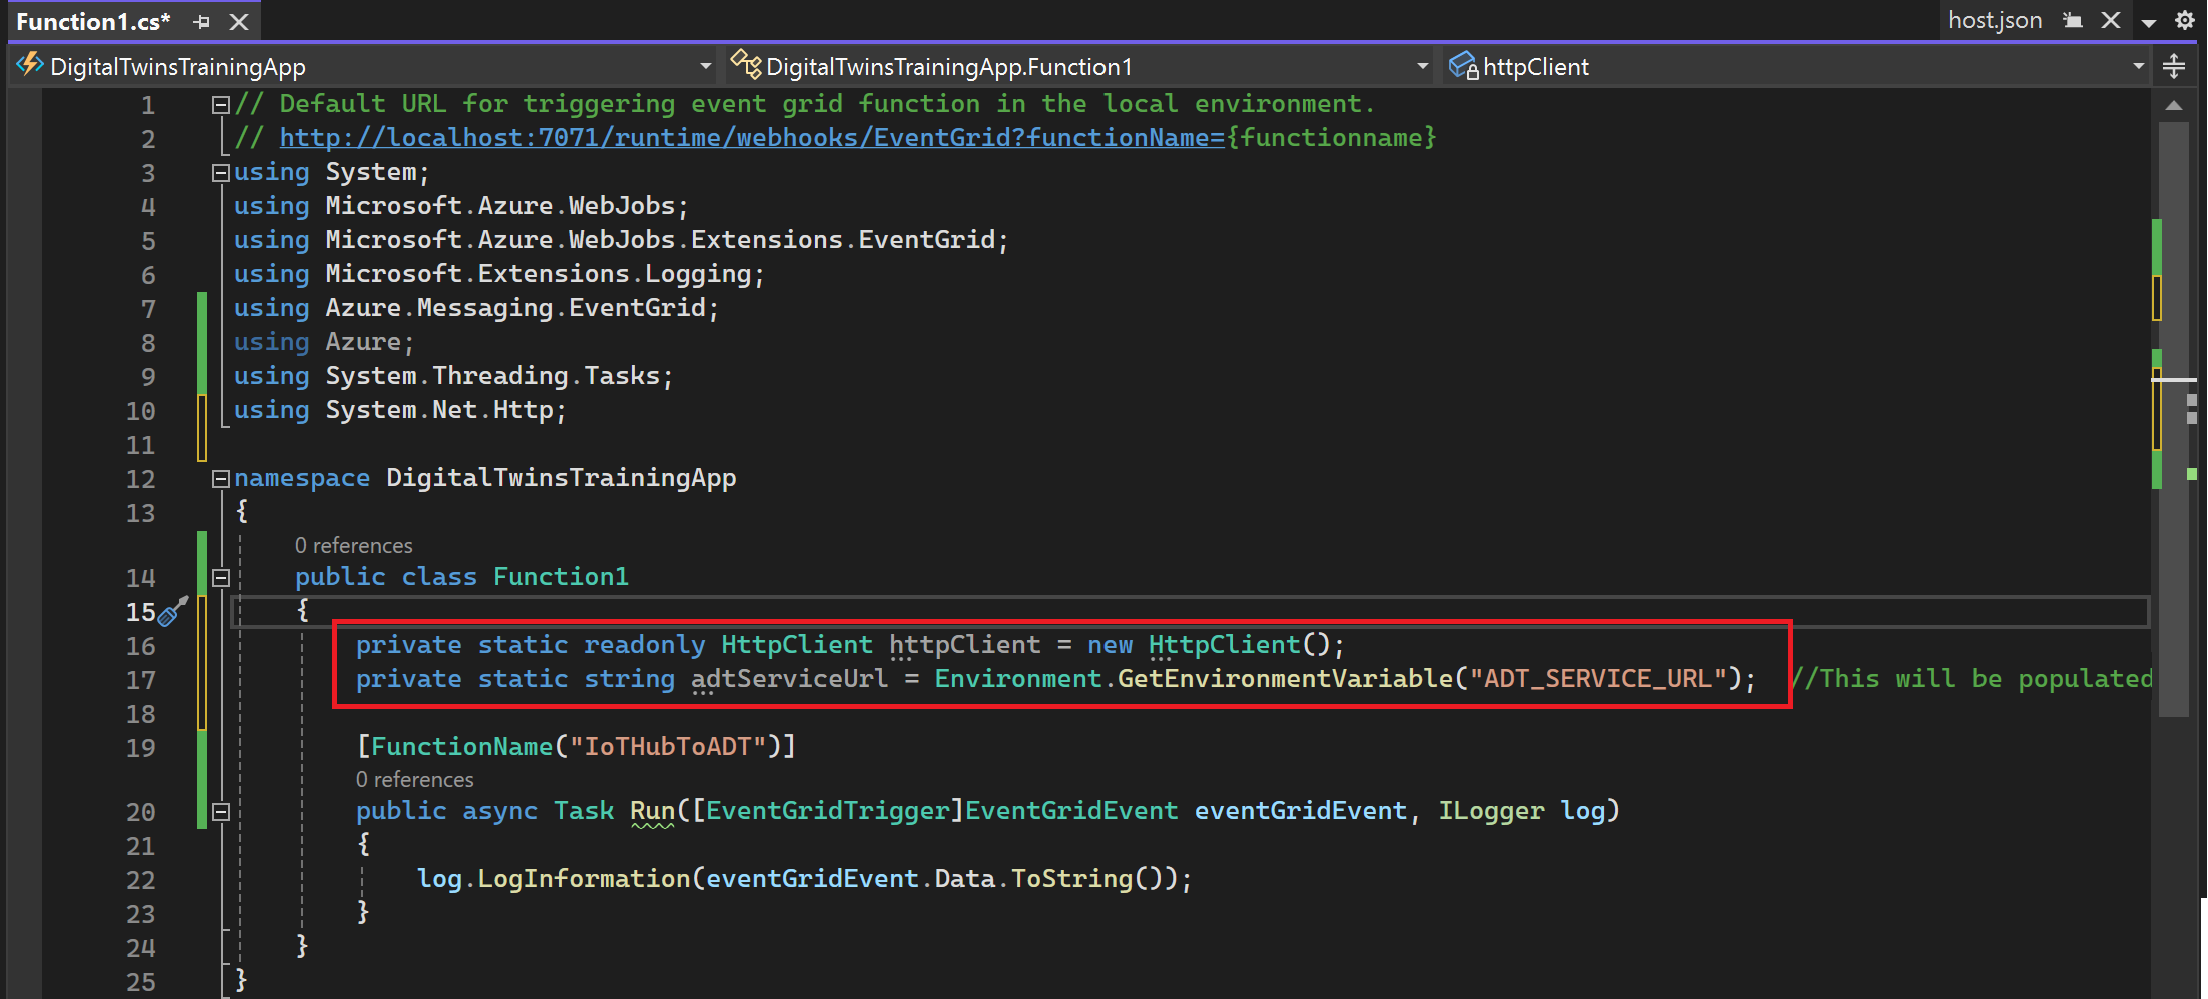 Function1.cs*
host.json
DigitalTwinsTrainingApp
DigitalTwinsTrainingApp.Function1
httpClient
1 // Default URL for triggering event grid function in the local environment.
2 // http://localhost:7071/runtime/webhooks/EventGrid?functionName={functionname}
3 using System;
4 using Microsoft.Azure.WebJobs;
5 using Microsoft.Azure.WebJobs.Extensions.EventGrid;
6 using Microsoft.Extensions.Logging;
7 using Azure.Messaging.EventGrid;
8 using Azure;
9 using System.Threading.Tasks;
10 using System.Net.Http;
11
12 namespace DigitalTwinsTrainingApp
13 {
0 references
14 public class Function1
15 {
16 private static readonly HttpClient httpClient = new HttpClient();
17 private static string adtServiceUrl = Environment.GetEnvironmentVariable("ADT_SERVICE_URL"); //This will be populated
18
19 [FunctionName("IoTHubToADT")]
0 references
20 public async Task Run([EventGridTrigger]EventGridEvent eventGridEvent, ILogger log)
21 {
22 log.LogInformation(eventGridEvent.Data.ToString());
23 }
24 }
25 }